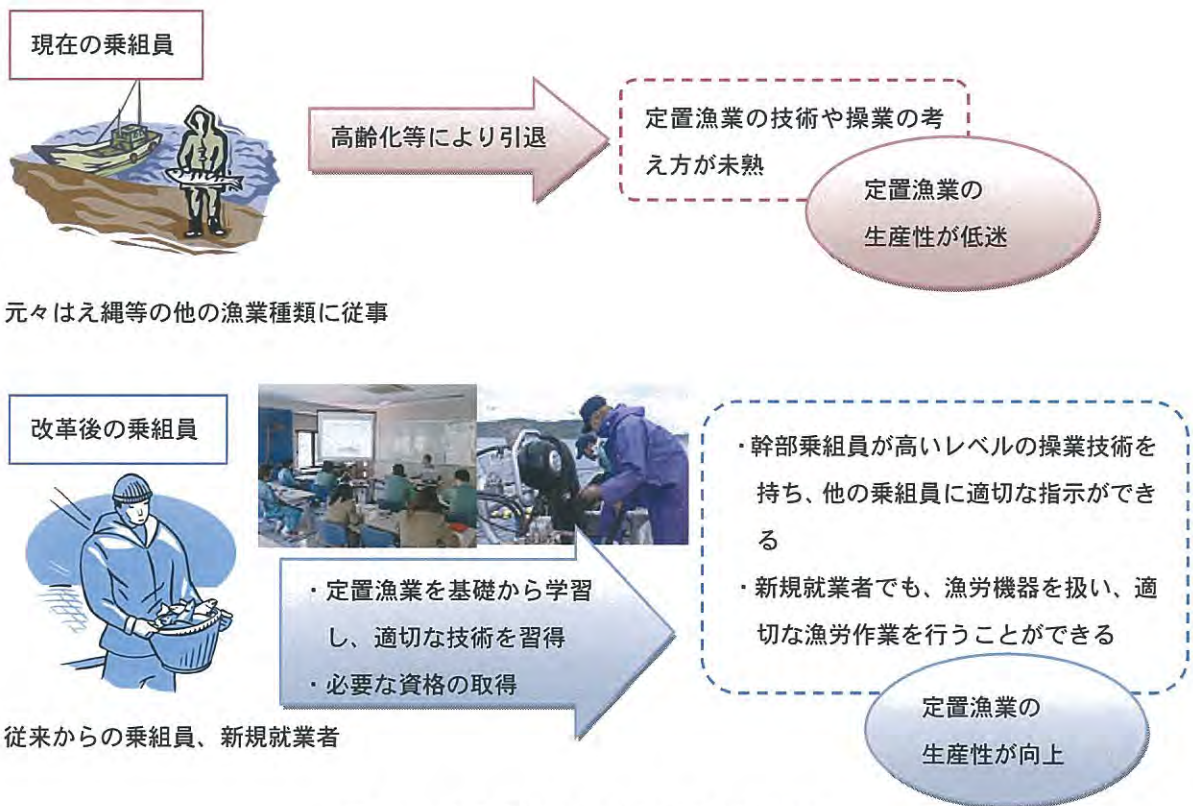 現在の乗組員
高齢化等により引退
定置漁業の技術や操業の考
え方が未熟
定置漁業の
生産性が低迷
元々はえ縄等の他の漁業種類に従事
改革後の乗組員
・定置漁業を基礎から学習
し、適切な技術を習得
・必要な資格の取得
・幹部乗組員が高いレベルの操業技術を
持ち、他の乗組員に適切な指示ができ
る
・新規就業者でも、漁労機器を扱い、適
切な漁労作業を行うことができる
定置漁業の
生産性が向上
従来からの乗組員、新規就業者